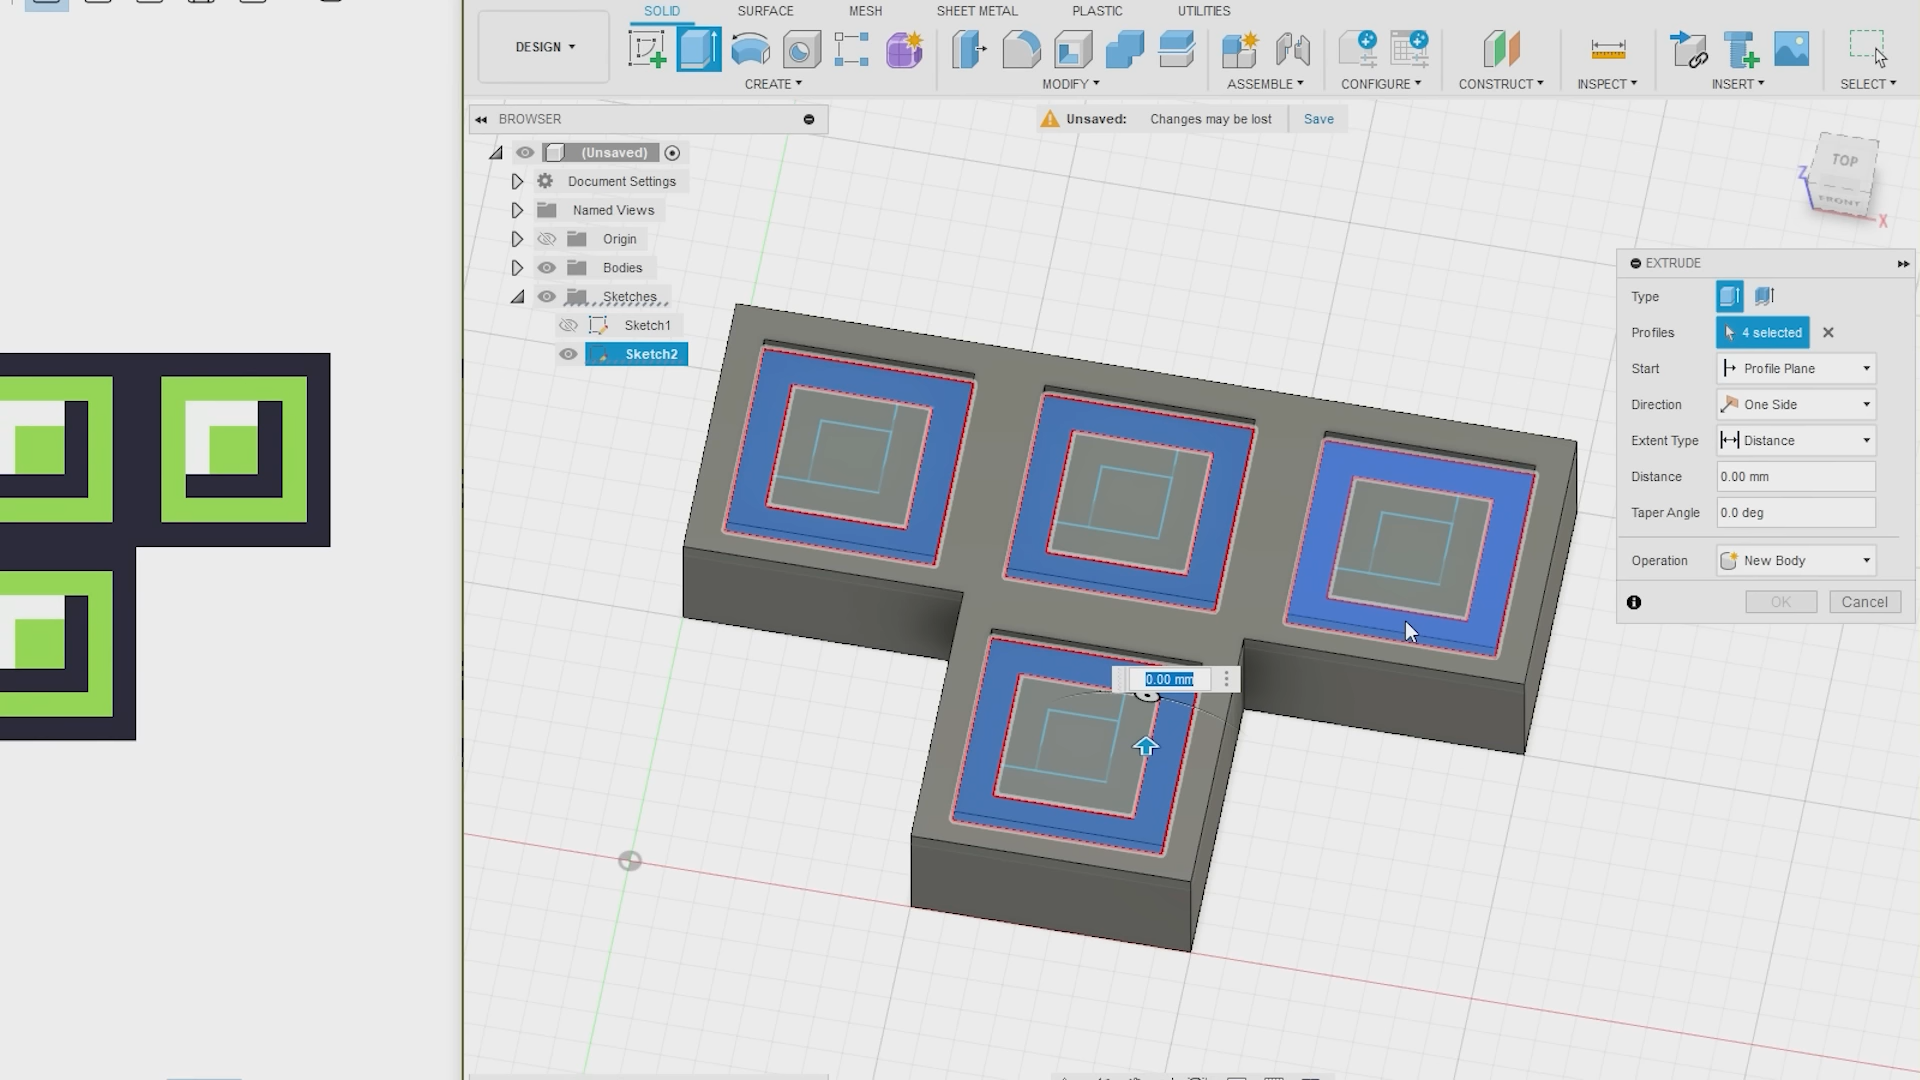 SOLID SURFACE MESH SHEET METAL PLASTIC UTILITIES
DESIGN
CREATE MODIFY ASSEMBLE CONFIGURE CONSTRUCT INSPECT INSERT SELECT
BROWSER
Unsaved: Changes may be lost Save
(Unsaved)
Document Settings
Named Views
Origin
Bodies
Sketches
Sketch1
Sketch2
TOP
FRONT
Z
X
EXTRUDE
Type
Profiles 4 selected
Start Profile Plane
Direction One Side
Extent Type Distance
Distance 0.00 mm
Taper Angle 0.0 deg
Operation New Body
OK Cancel
0.00 mm